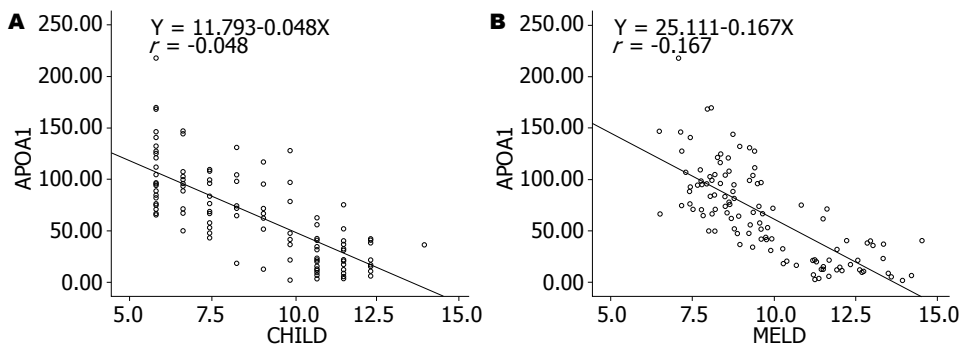 A
Y = 11.793-0.048X
r = -0.048
250.00
200.00
150.00
100.00
50.00
0.00
APOA1
5.0 7.5 10.0 12.5 15.0
CHILD
B
Y = 25.111-0.167X
r = -0.167
250.00
200.00
150.00
100.00
50.00
0.00
APOA1
5.0 7.5 10.0 12.5 15.0
MELD